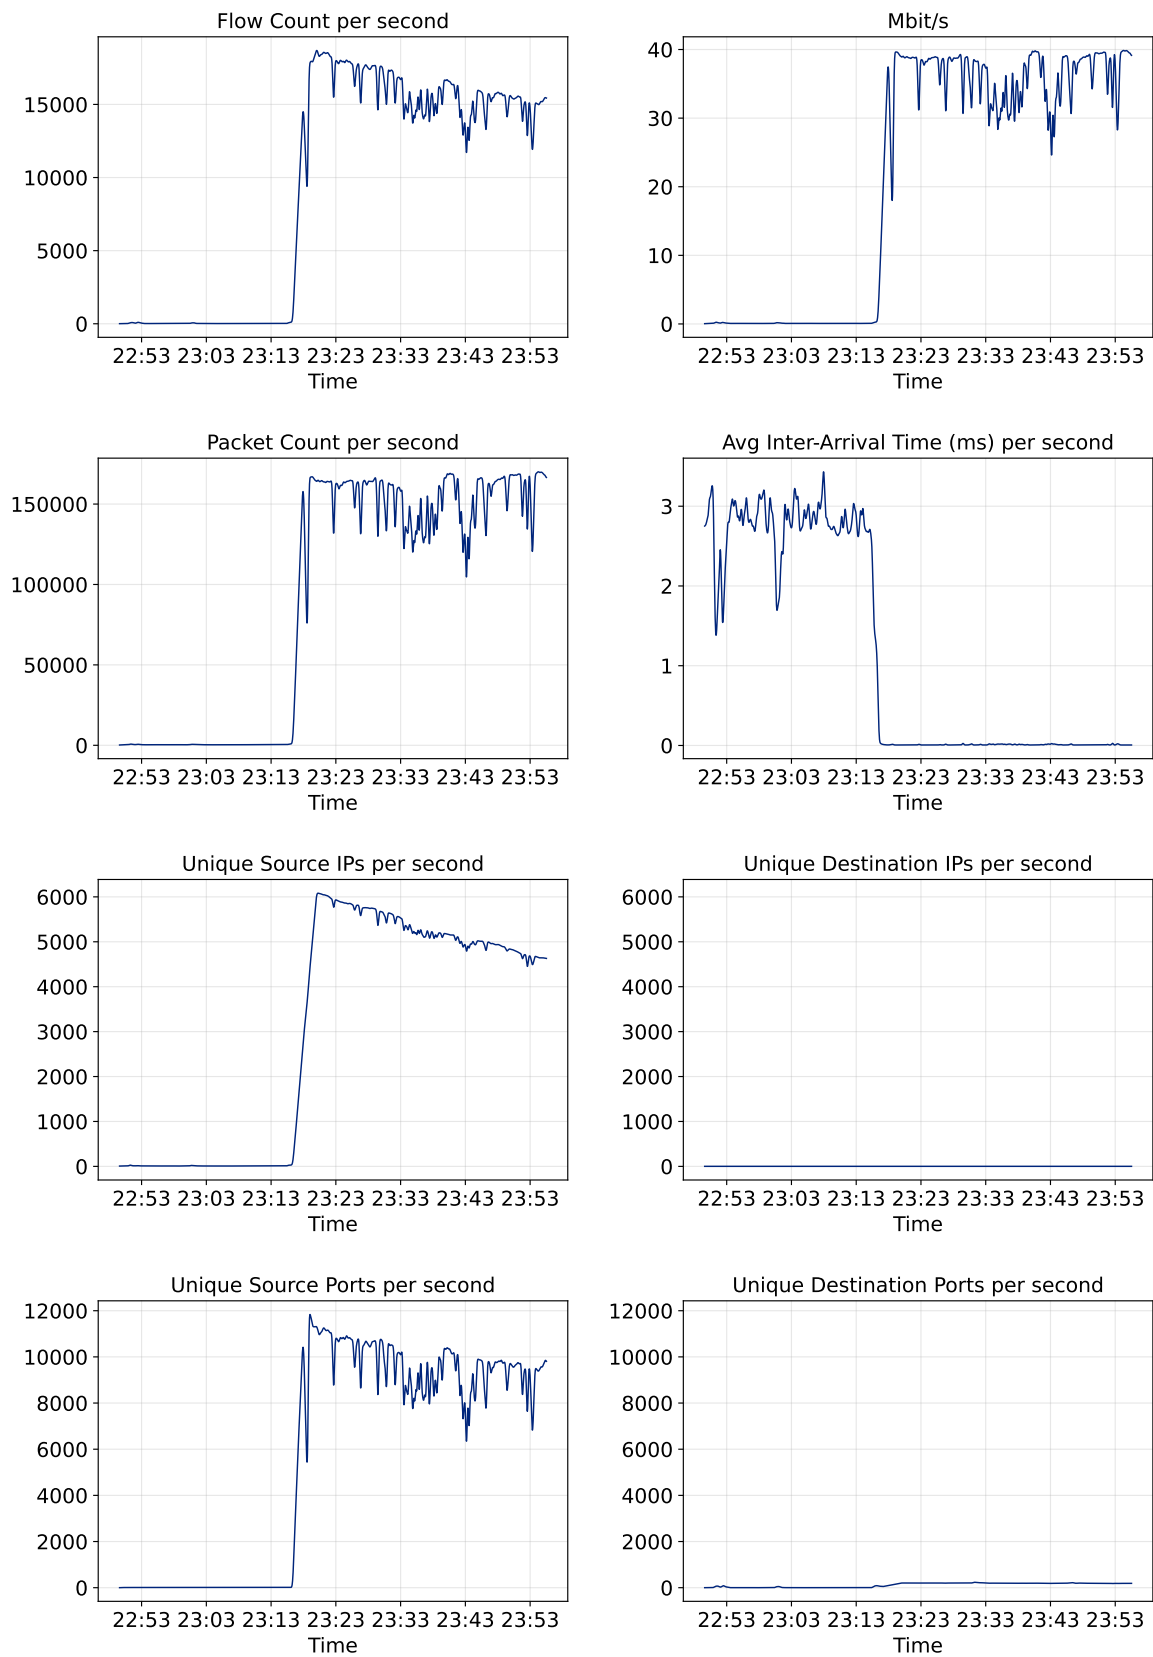 Flow Count per second
15000
10000
5000
0
22:53 23:03 23:13 23:23 23:33 23:43 23:53
Time
Mbit/s
40
30
20
10
0
22:53 23:03 23:13 23:23 23:33 23:43 23:53
Time
Packet Count per second
150000
100000
50000
0
22:53 23:03 23:13 23:23 23:33 23:43 23:53
Time
Avg Inter-Arrival Time (ms) per second
3
2
1
0
22:53 23:03 23:13 23:23 23:33 23:43 23:53
Time
Unique Source IPs per second
6000
5000
4000
3000
2000
1000
0
22:53 23:03 23:13 23:23 23:33 23:43 23:53
Time
Unique Destination IPs per second
6000
5000
4000
3000
2000
1000
0
22:53 23:03 23:13 23:23 23:33 23:43 23:53
Time
Unique Source Ports per second
12000
10000
8000
6000
4000
2000
0
22:53 23:03 23:13 23:23 23:33 23:43 23:53
Time
Unique Destination Ports per second
12000
10000
8000
6000
4000
2000
0
22:53 23:03 23:13 23:23 23:33 23:43 23:53
Time